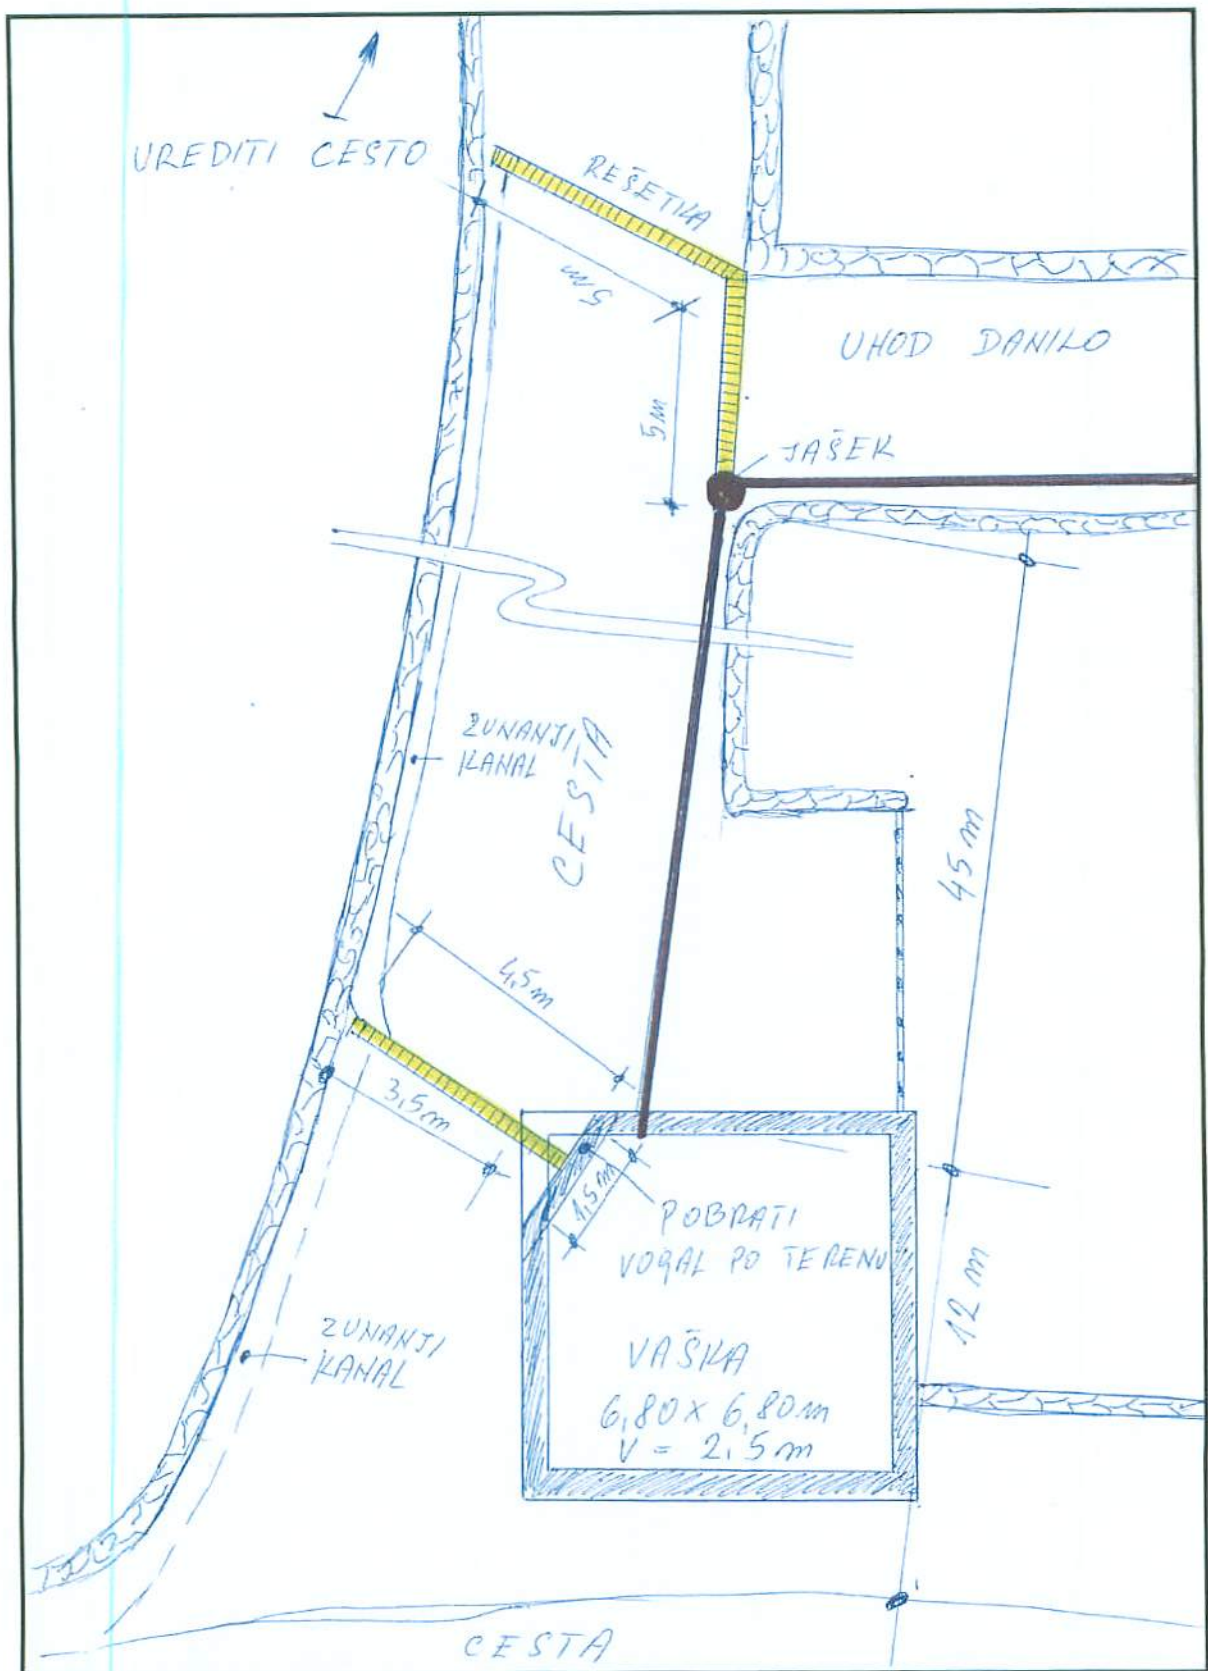 UREDITI CESTO
REŠETKA
5m
UHOD DANILO
5m
JAŠEK
ZUNANJI
KANAL
CESTA
45m
4,5m
3,5m
1,5m
POBRATI
VOGAL PO TERENU
12m
ZUNANJI
KANAL
VAŠKA
6,80 x 6,80m
V = 2,5m
CESTA